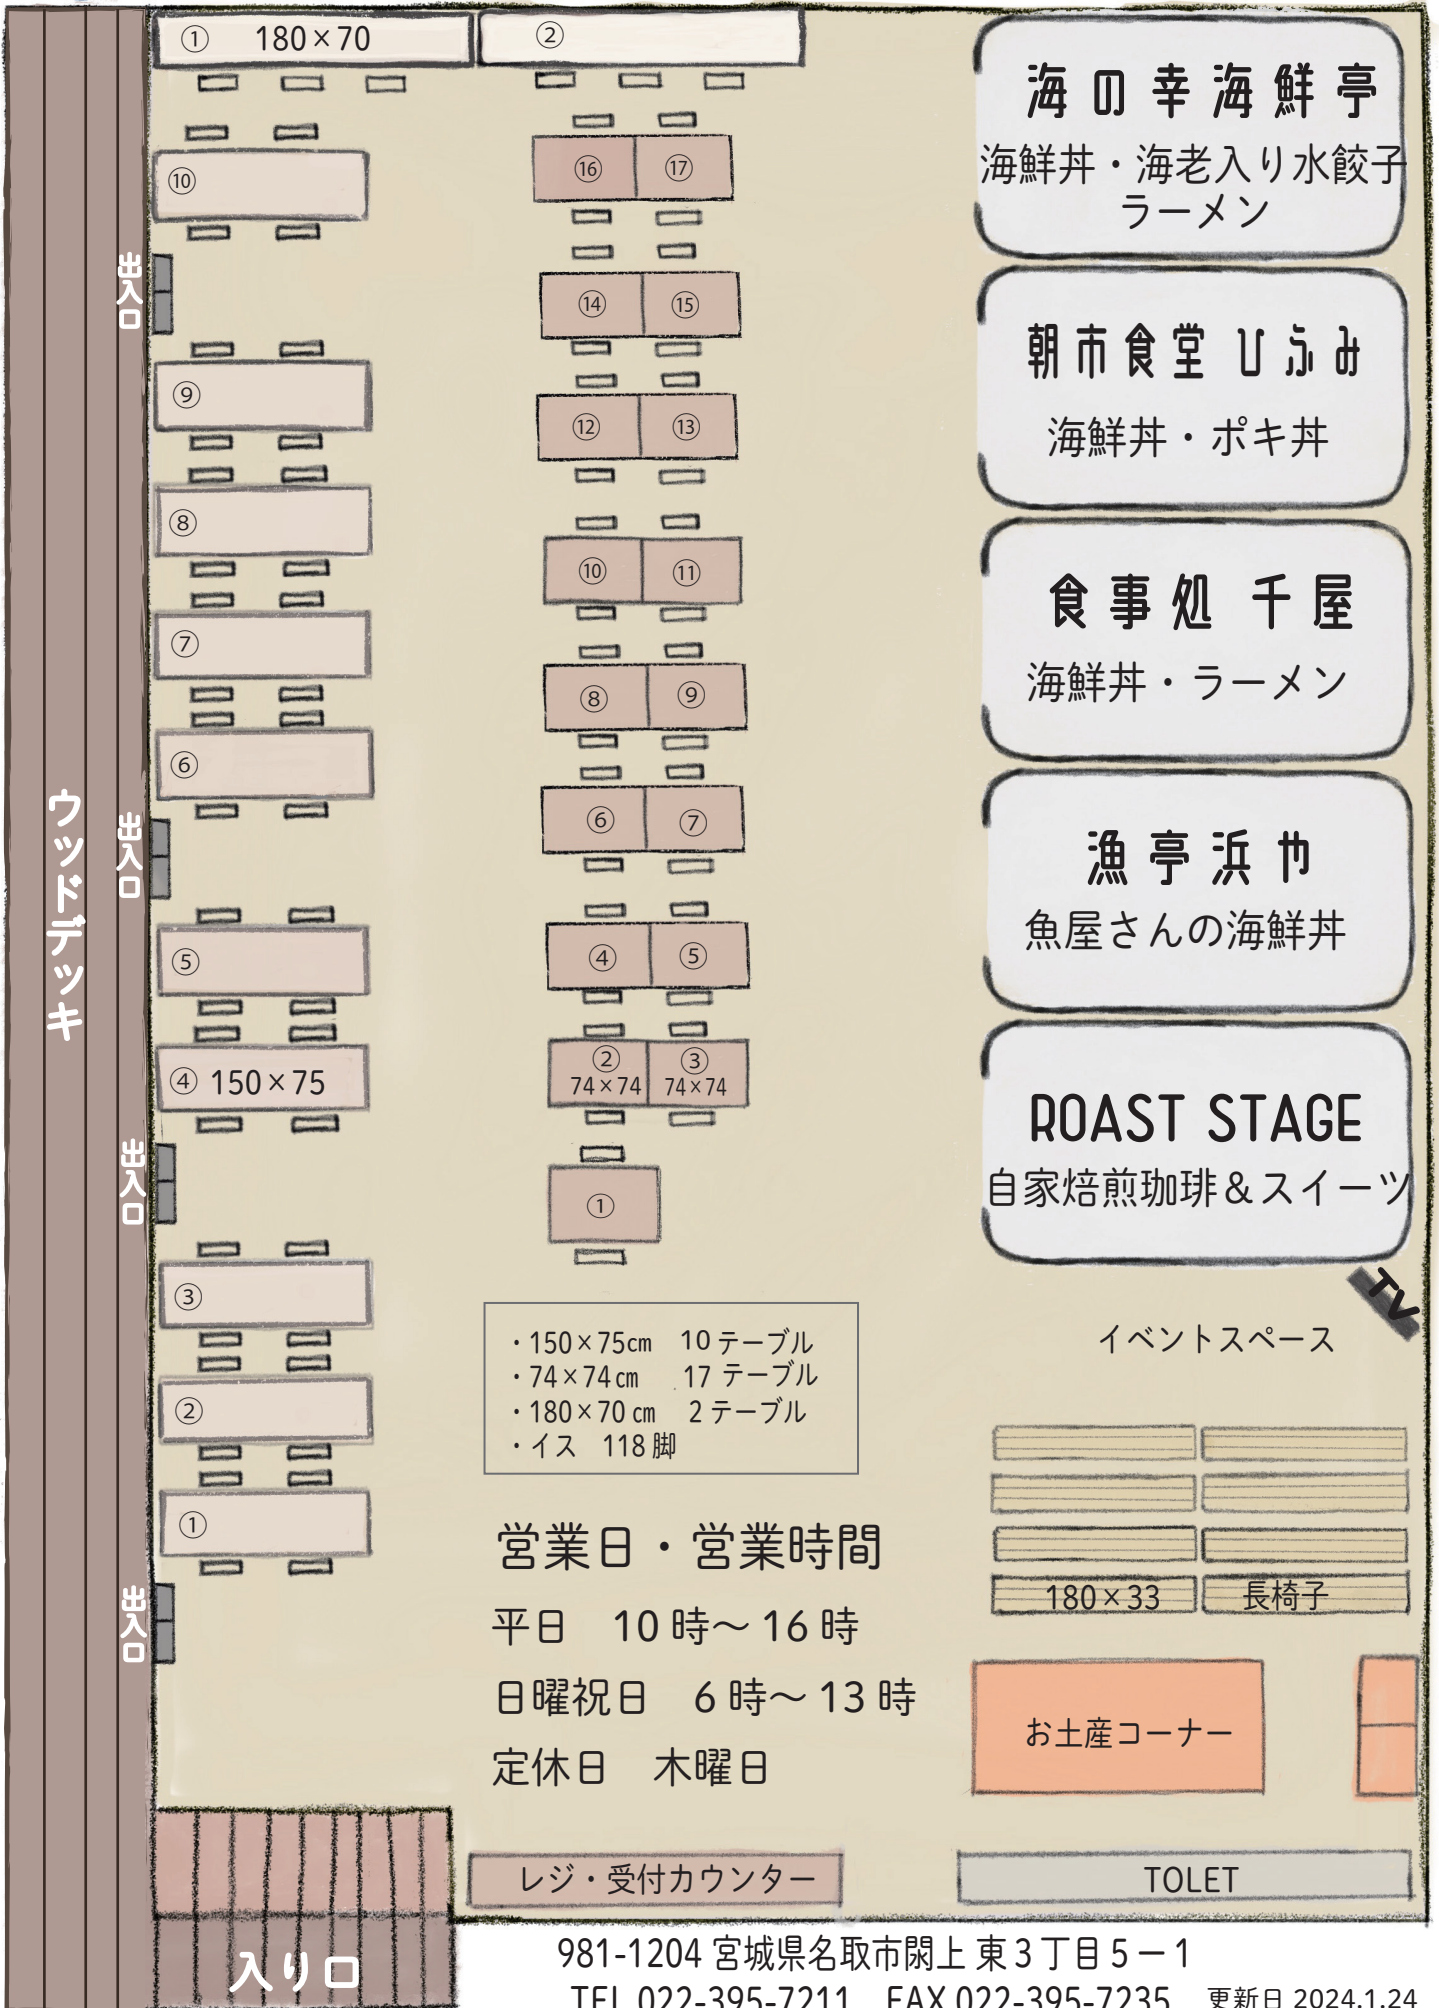 ① 180×70
②
⑩
⑨
⑧
⑦
⑥
⑤
④ 150×75
③
②
①
⑯ ⑰
⑭ ⑮
⑫ ⑬
⑩ ⑪
⑧ ⑨
⑥ ⑦
④ ⑤
② ③
74×74 74×74
①
出入口
出入口
出入口
出入口
ウッドデッキ
海の幸海鮮亭
海鮮丼・海老入り水餃子
ラーメン
朝市食堂 ひふみ
海鮮丼・ポキ丼
食事処 千屋
海鮮丼・ラーメン
漁亭浜や
魚屋さんの海鮮丼
ROAST STAGE
自家焙煎珈琲&スイーツ
TV
イベントスペース
・150×75cm 10テーブル
・74×74cm 17テーブル
・180×70cm 2テーブル
・イス 118脚
180×33 長椅子
営業日・営業時間
平日 10時〜16時
日曜祝日 6時〜13時
定休日 木曜日
お土産コーナー
レジ・受付カウンター
TOLET
入り口
981-1204 宮城県名取市閖上東3丁目5ー1
TEL 022-395-7211 FAX 022-395-7235 更新日 2024.1.24